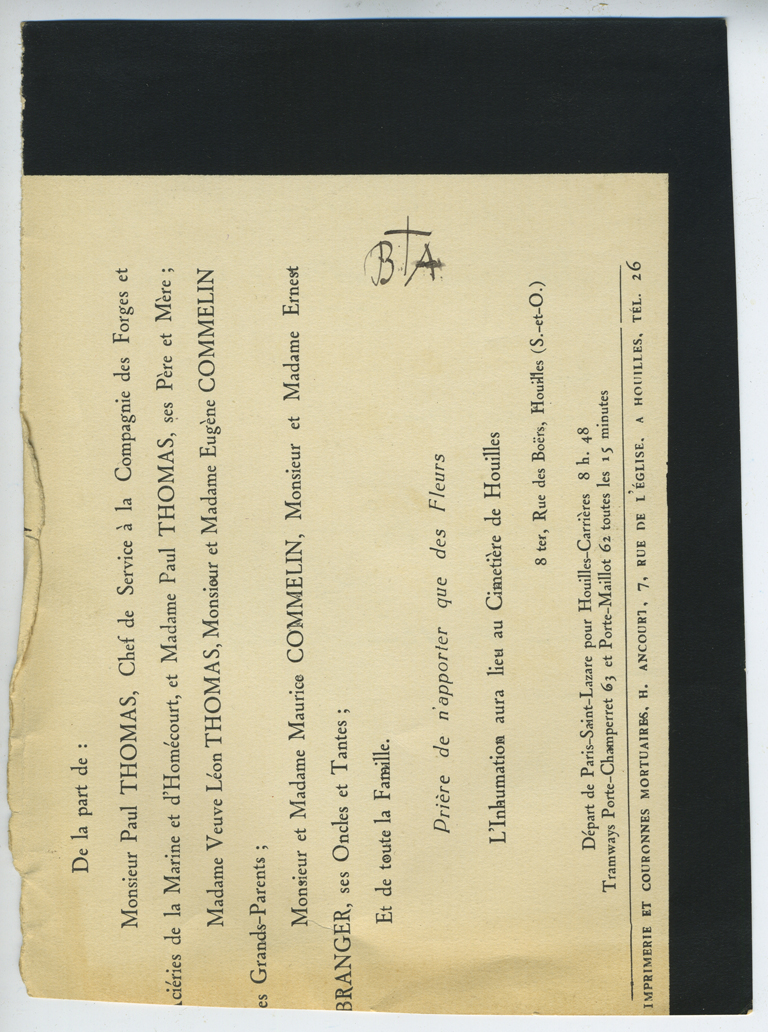 De la part de :
Monsieur Paul THOMAS, Chef de Service à la Compagnie des Forges et
ciéries de la Marine et d'Homécourt, et Madame Paul THOMAS, ses Père et Mère ;
Madame Veuve Léon THOMAS, Monsieur et Madame Eugène COMMELIN
es Grands-Parents ;
Monsieur et Madame Maurice COMMELIN, Monsieur et Madame Ernest
BRANGER, ses Oncles et Tantes ;
Et de toute la Famille.
B A
Prière de n'apporter que des Fleurs
L'Inhumation aura lieu au Cimetière de Houilles
8 ter, Rue des Boërs, Houilles (S.-et-O.)
Départ de Paris-Saint-Lazare pour Houilles-Carrières 8 h. 48
Tramways Porte-Champerret 63 et Porte-Maillot 62 toutes les 15 minutes
IMPRIMERIE ET COURONNES MORTUAIRES, H. ANCOURT, 7, RUE DE L'ÉGLISE. A HOUILLES, TÉL. 26